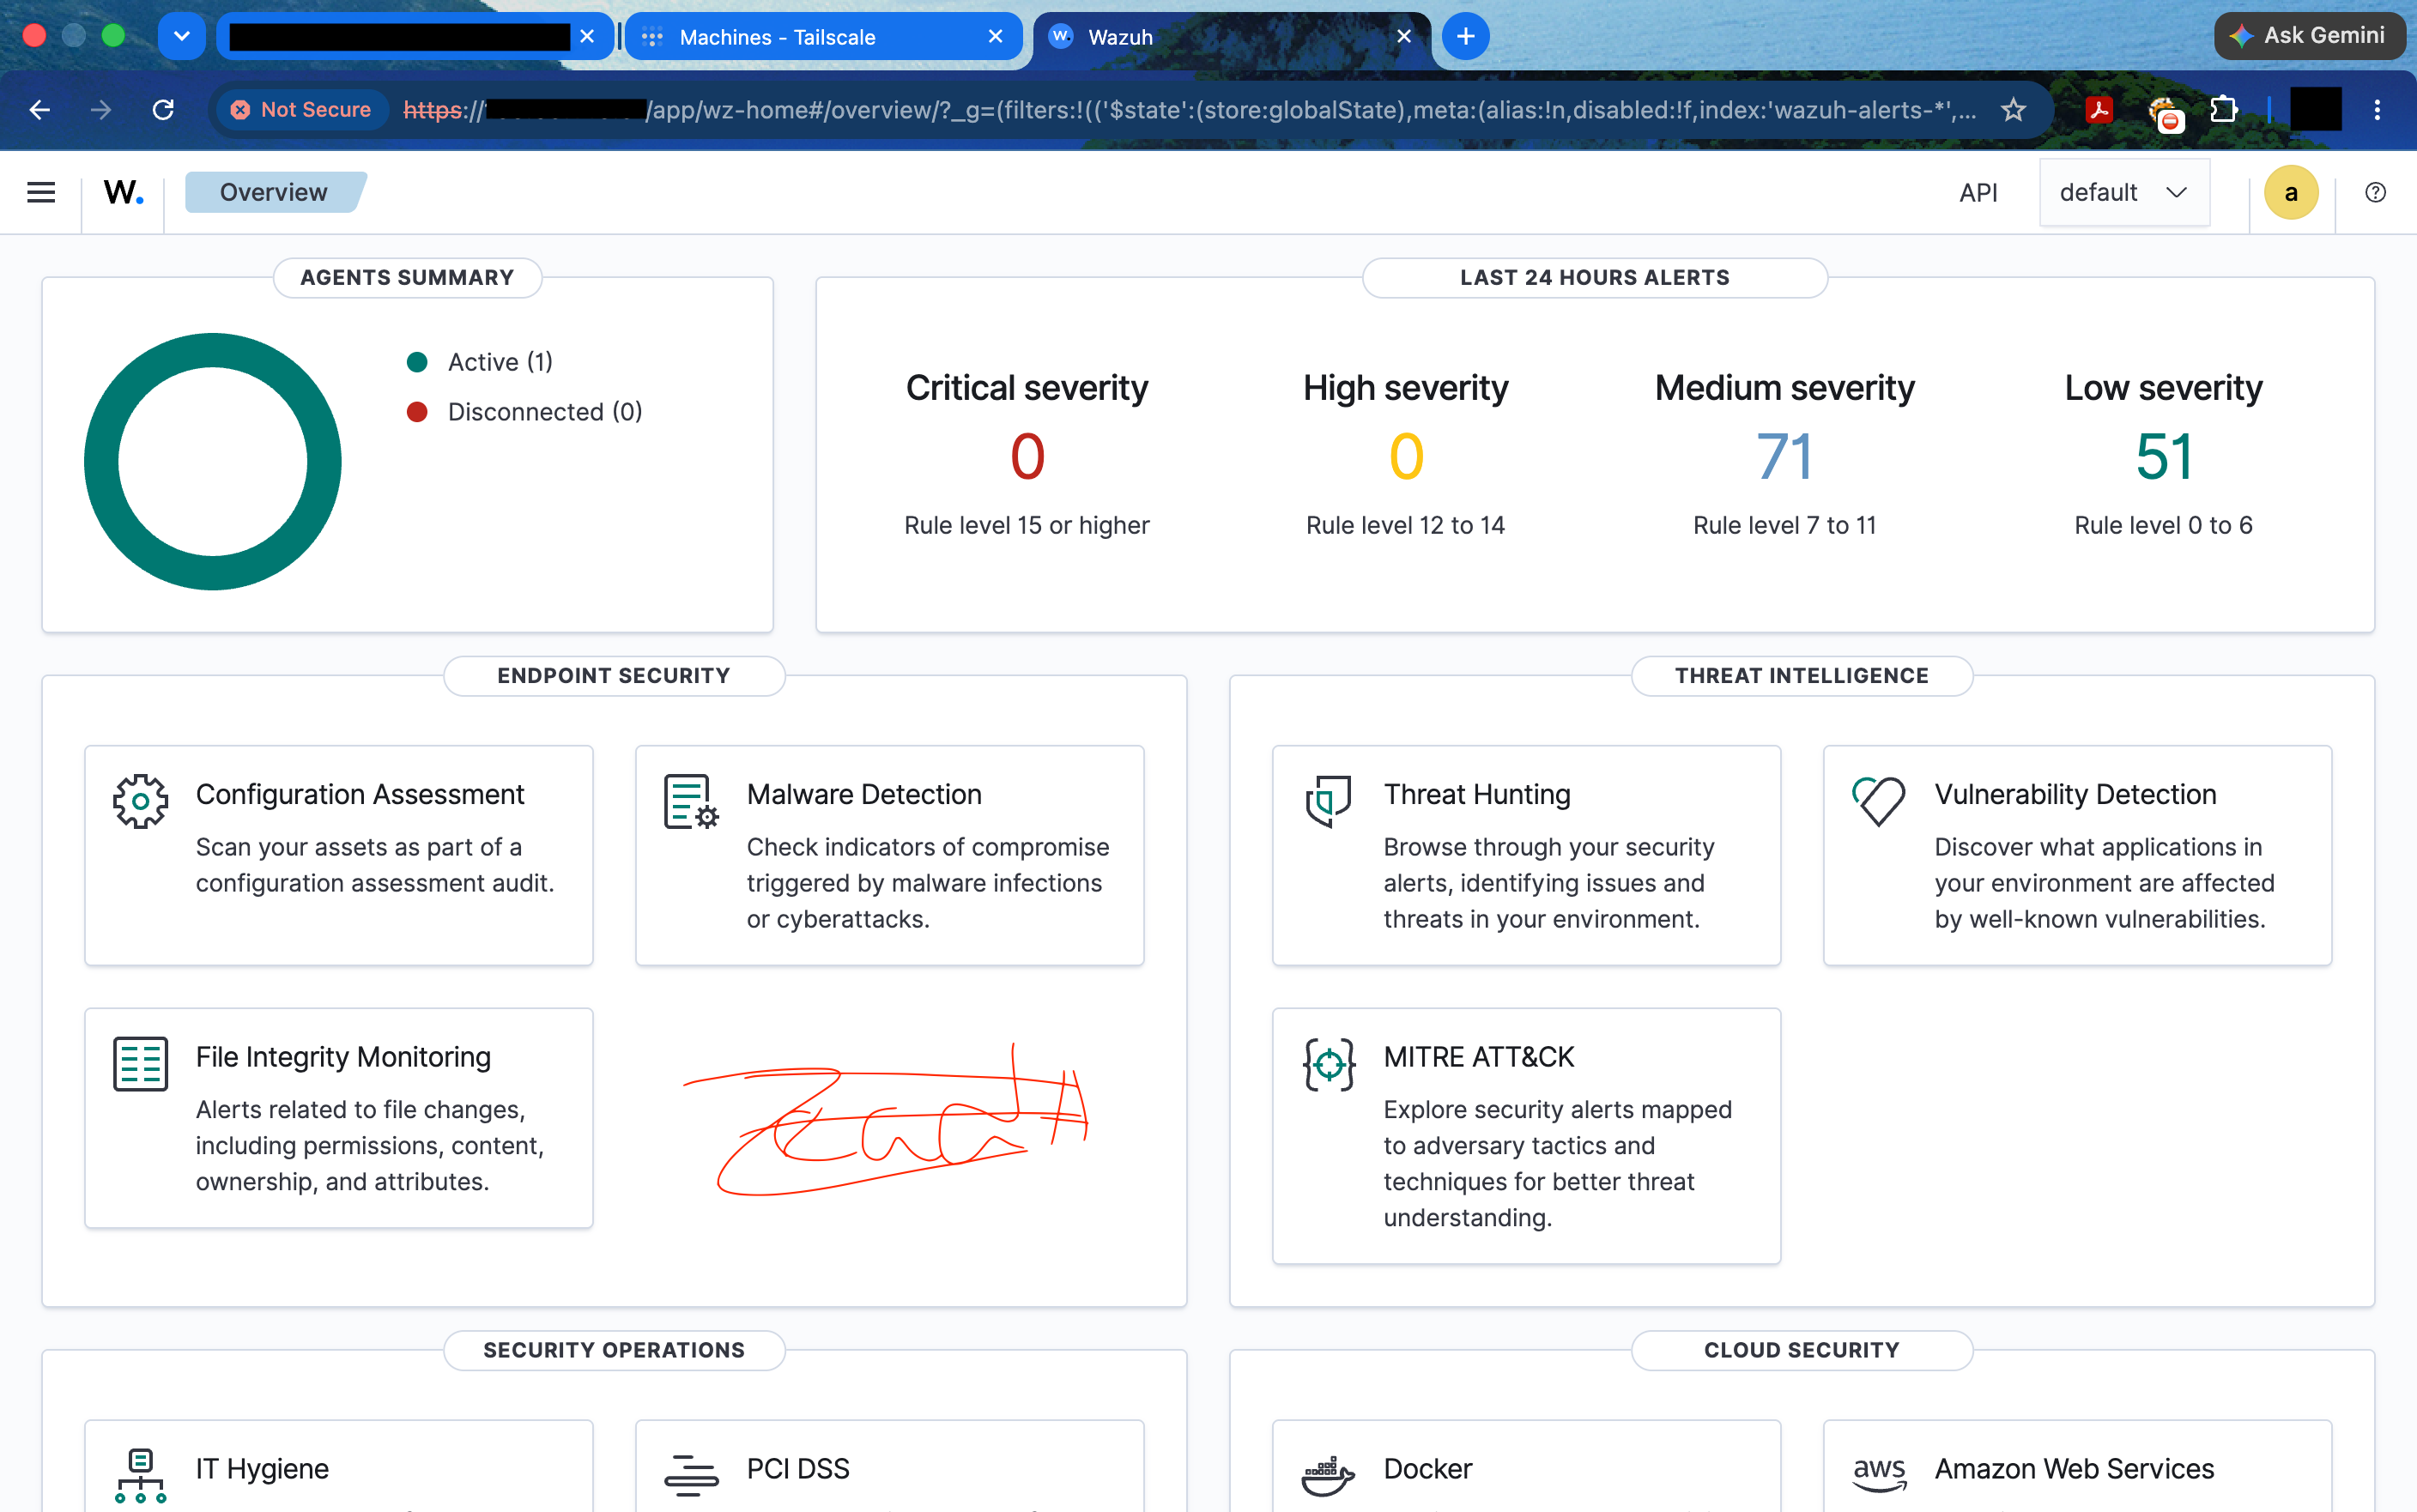 Machines - Tailscale
Wazuh
Ask Gemini
Not Secure
https://
/app/wz-home#/overview/?_g=(filters:!(('$state':(store:globalState),meta:(alias:!n,disabled:!f,index:'wazuh-alerts-*',...
W.
Overview
API
default
a
AGENTS SUMMARY
Active (1)
Disconnected (0)
LAST 24 HOURS ALERTS
Critical severity
0
Rule level 15 or higher
High severity
0
Rule level 12 to 14
Medium severity
71
Rule level 7 to 11
Low severity
51
Rule level 0 to 6
ENDPOINT SECURITY
Configuration Assessment
Scan your assets as part of a
configuration assessment audit.
Malware Detection
Check indicators of compromise
triggered by malware infections
or cyberattacks.
File Integrity Monitoring
Alerts related to file changes,
including permissions, content,
ownership, and attributes.
THREAT INTELLIGENCE
Threat Hunting
Browse through your security
alerts, identifying issues and
threats in your environment.
Vulnerability Detection
Discover what applications in
your environment are affected
by well-known vulnerabilities.
MITRE ATT&CK
Explore security alerts mapped
to adversary tactics and
techniques for better threat
understanding.
SECURITY OPERATIONS
IT Hygiene
PCI DSS
CLOUD SECURITY
Docker
aws
Amazon Web Services